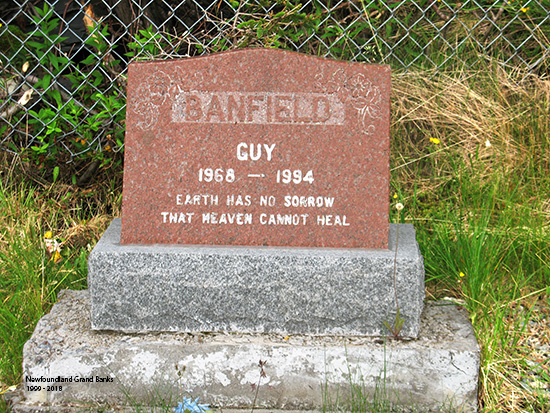 BANFIELD
GUY
1968 — 1994
EARTH HAS NO SORROW
THAT HEAVEN CANNOT HEAL
Newfoundland Grand Banks
1999 - 2018